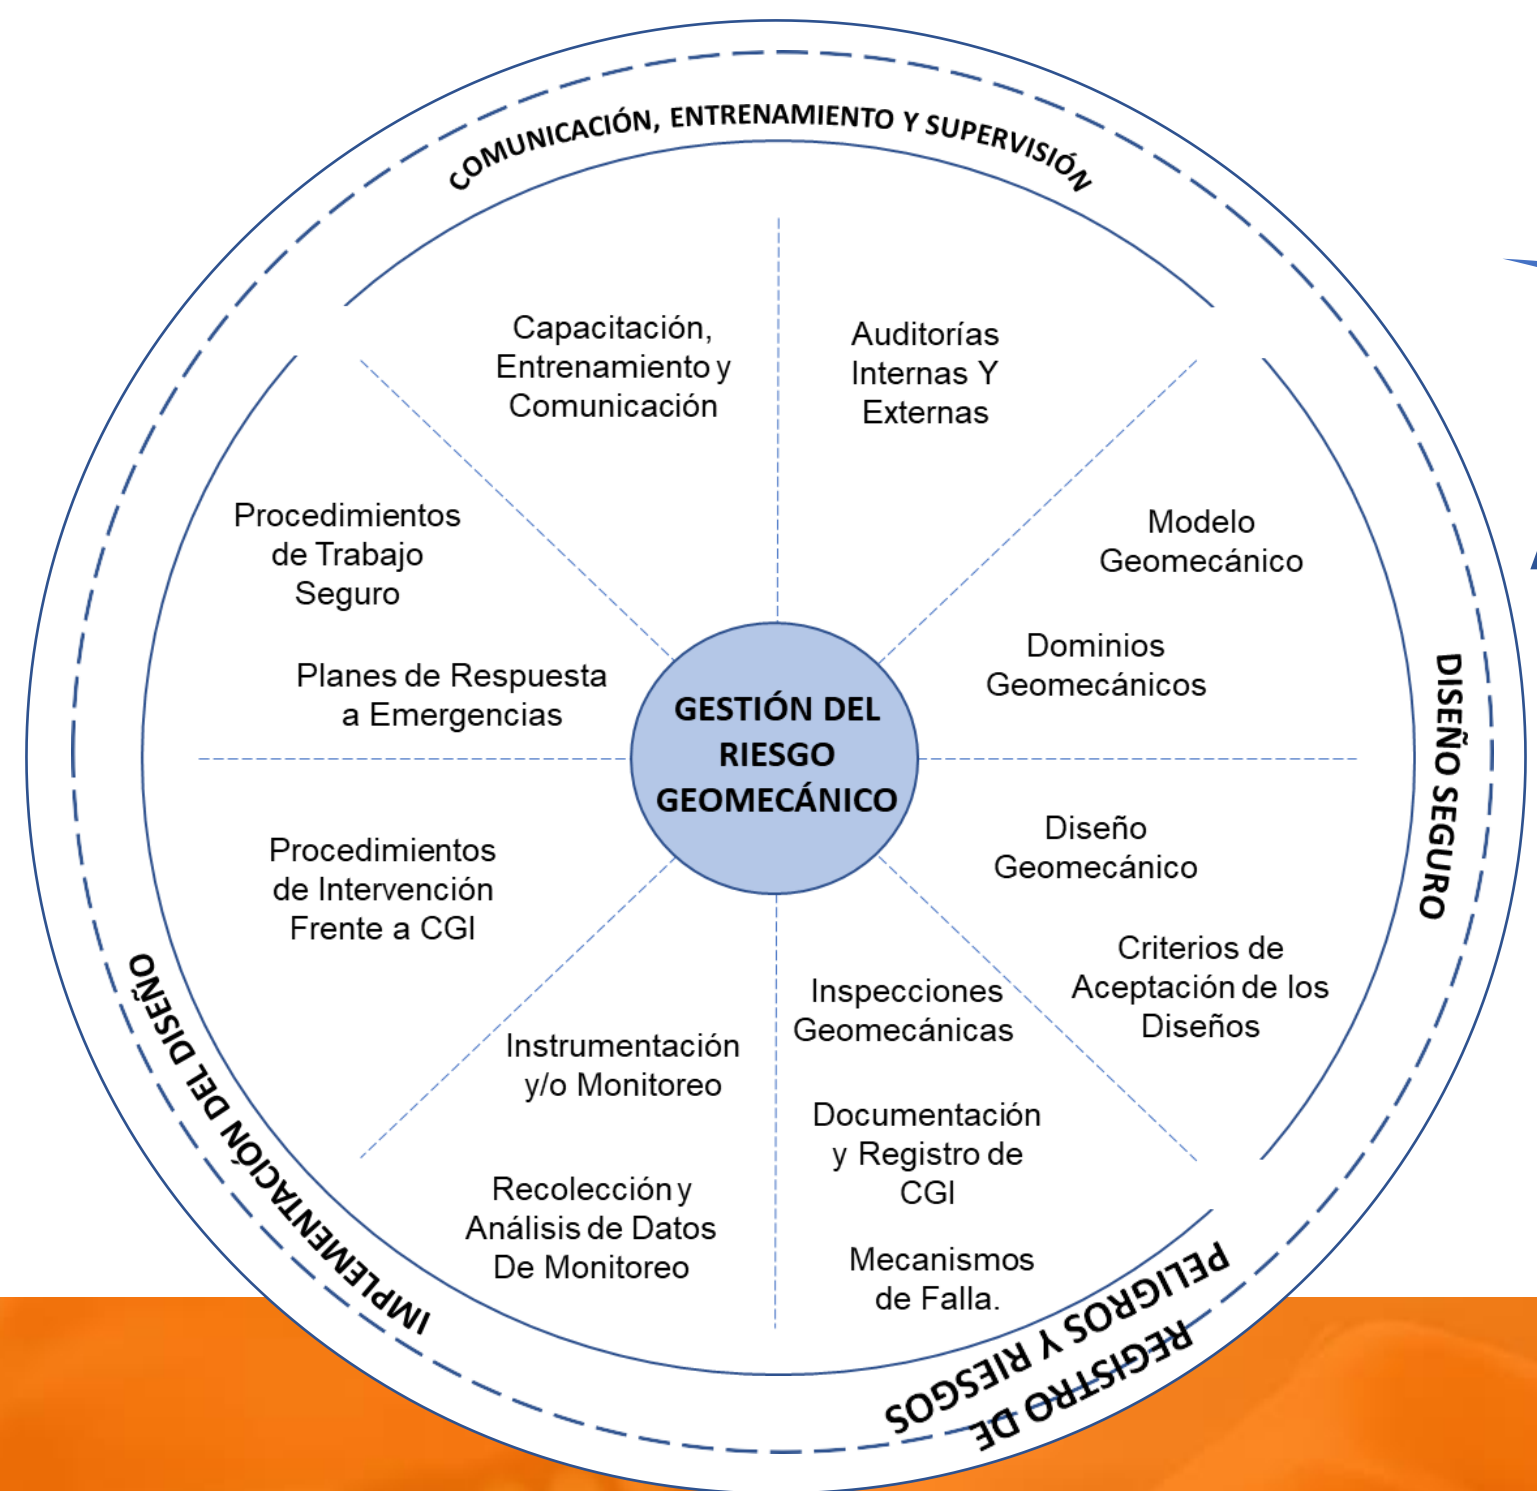 COMUNICACIÓN, ENTRENAMIENTO Y SUPERVISIÓN
Capacitación,
Entrenamiento y
Comunicación
Auditorías
Internas Y
Externas
Procedimientos
de Trabajo
Seguro
Planes de Respuesta
a Emergencias
Modelo
Geomecánico
Dominios
Geomecánicos
DISEÑO SEGURO
GESTIÓN DEL
RIESGO
GEOMECÁNICO
Procedimientos
de Intervención
Frente a CGI
Diseño
Geomecánico
Criterios de
Aceptación de los
Diseños
Instrumentación
y/o Monitoreo
Recolección y
Análisis de Datos
De Monitoreo
Inspecciones
Geomecánicas
Documentación
y Registro de
CGI
Mecanismos
de Falla.
IMPLEMENTACIÓN DEL DISEÑO
REGISTRO DE
PELIGROS Y RIESGOS